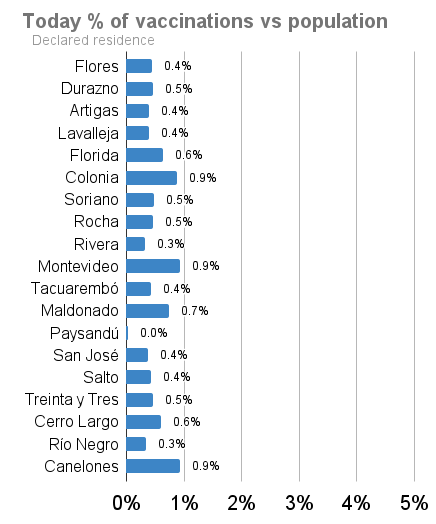 Today % of vaccinations vs population
Declared residence
Flores 0.4%
Durazno 0.5%
Artigas 0.4%
Lavalleja 0.4%
Florida 0.6%
Colonia 0.9%
Soriano 0.5%
Rocha 0.5%
Rivera 0.3%
Montevideo 0.9%
Tacuarembó 0.4%
Maldonado 0.7%
Paysandú 0.0%
San José 0.4%
Salto 0.4%
Treinta y Tres 0.5%
Cerro Largo 0.6%
Río Negro 0.3%
Canelones 0.9%
0% 1% 2% 3% 4% 5%